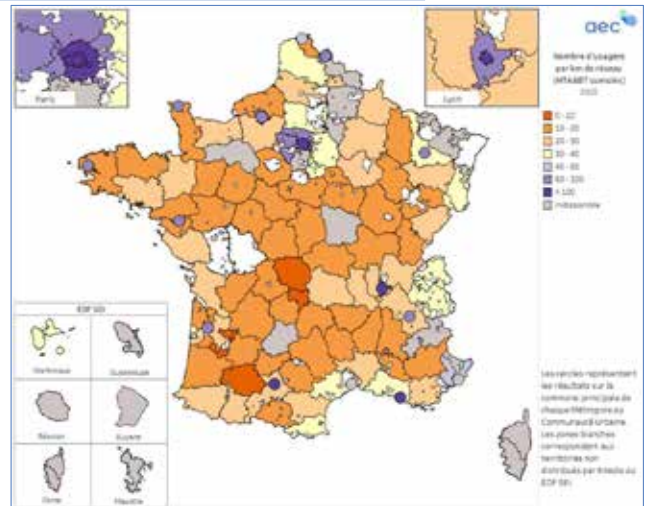 aec
Nombre d'usagers
par km de réseau
(HTA&BT cumulés)
0 - 10
10 - 20
20 - 30
30 - 40
40 - 60
60 - 100
> 100
Indisponible
Paris
Lyon
EDF SEI
Martinique
Guadeloupe
Réunion
Guyane
Corse
Mayotte
Les cercles représentent
les résultats sur la
commune principale de
chaque Métropole ou
Communauté urbaine
Les zones blanches
correspondent aux
territoires non
distribués par Enedis ou
EDF SEI